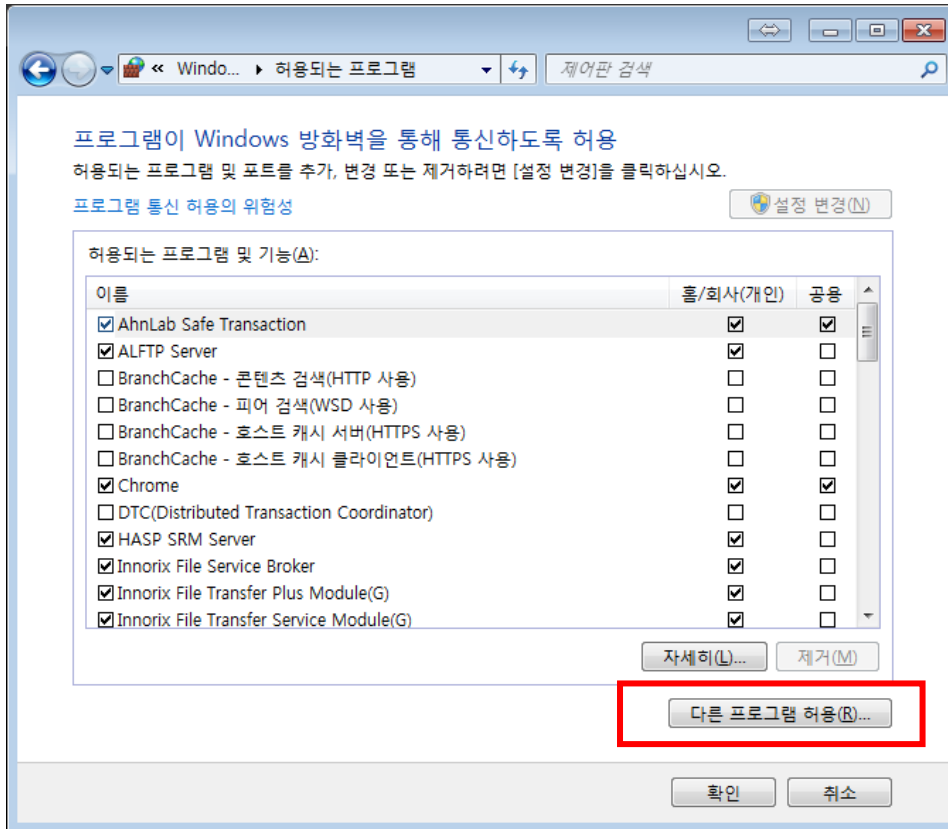 « Windo... ▸ 허용되는 프로그램
제어판 검색
프로그램이 Windows 방화벽을 통해 통신하도록 허용
허용되는 프로그램 및 포트를 추가, 변경 또는 제거하려면 [설정 변경]을 클릭하십시오.
프로그램 통신 허용의 위험성
설정 변경(N)
허용되는 프로그램 및 기능(A):
이름 홈/회사(개인) 공용
AhnLab Safe Transaction
ALFTP Server
BranchCache - 콘텐츠 검색(HTTP 사용)
BranchCache - 피어 검색(WSD 사용)
BranchCache - 호스트 캐시 서버(HTTPS 사용)
BranchCache - 호스트 캐시 클라이언트(HTTPS 사용)
Chrome
DTC(Distributed Transaction Coordinator)
HASP SRM Server
Innorix File Service Broker
Innorix File Transfer Plus Module(G)
Innorix File Transfer Service Module(G)
자세히(L)... 제거(M)
다른 프로그램 허용(R)...
확인 취소